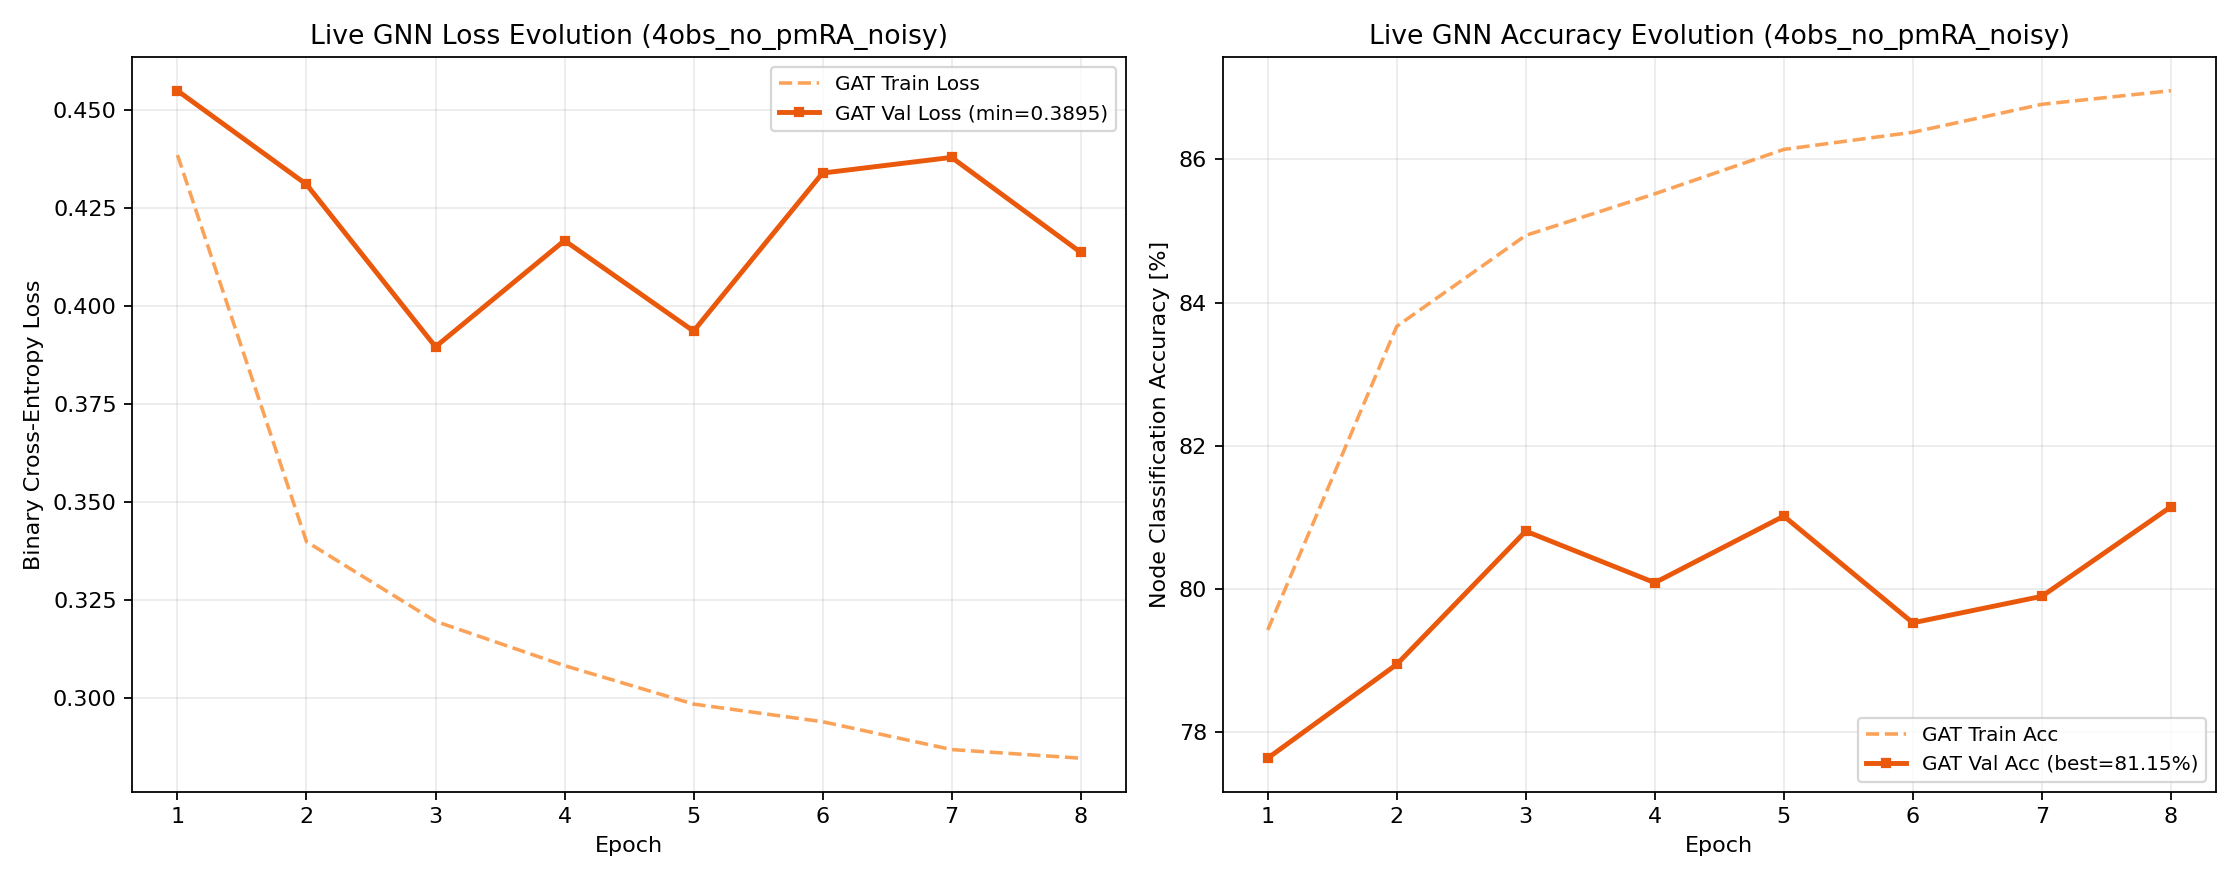 Live GNN Loss Evolution (4obs_no_pmRA_noisy)
GAT Train Loss
GAT Val Loss (min=0.3895)
Binary Cross-Entropy Loss
0.450
0.425
0.400
0.375
0.350
0.325
0.300
1 2 3 4 5 6 7 8
Epoch
Live GNN Accuracy Evolution (4obs_no_pmRA_noisy)
Node Classification Accuracy [%]
86
84
82
80
78
GAT Train Acc
GAT Val Acc (best=81.15%)
1 2 3 4 5 6 7 8
Epoch